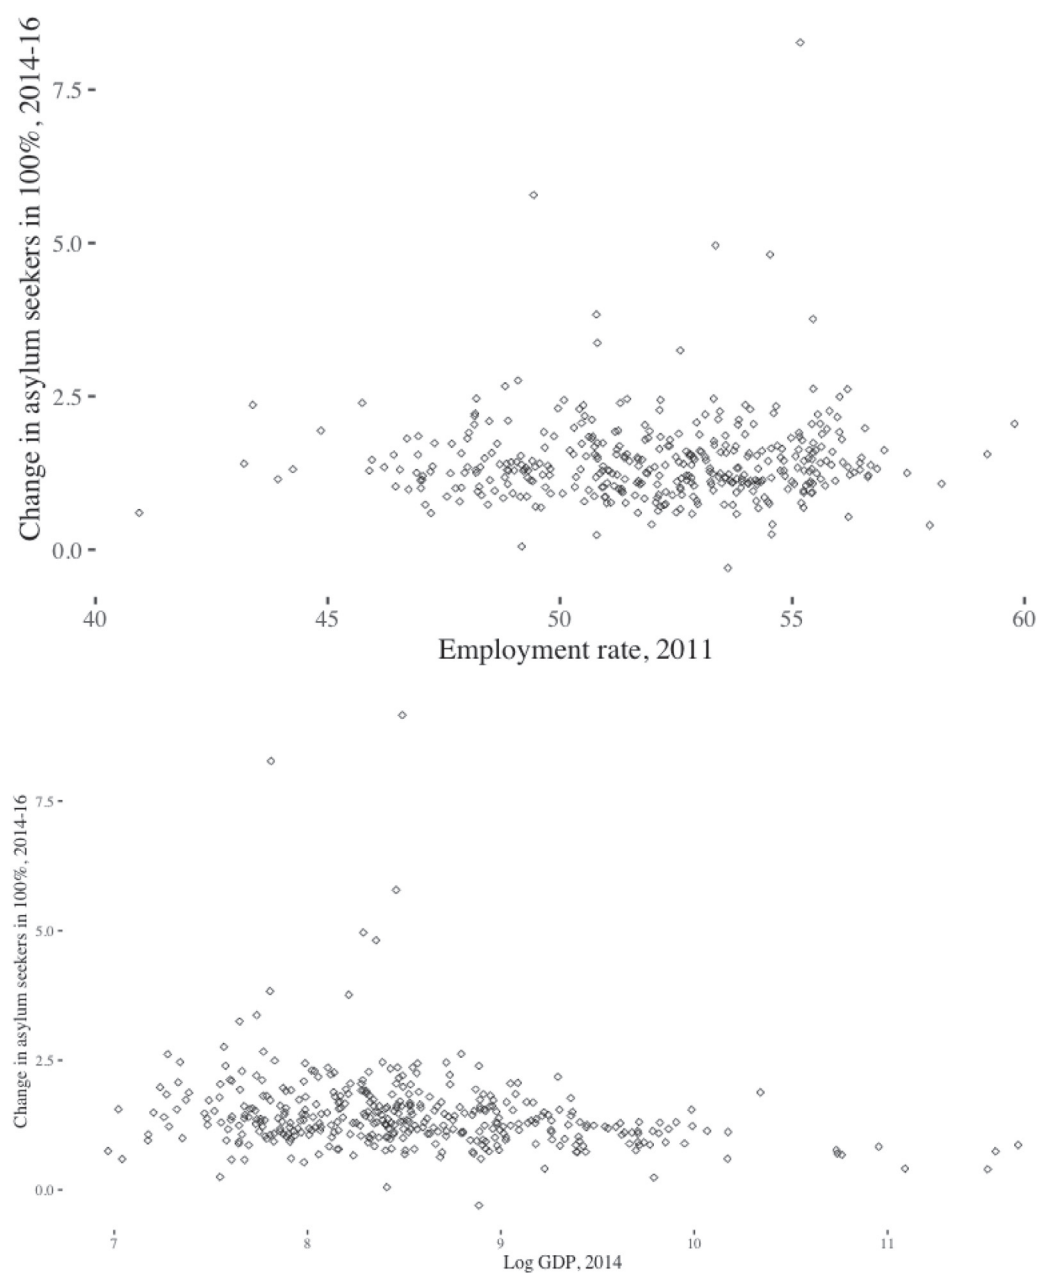 Change in asylum seekers in 100%, 2014-16
7.5
5.0
2.5
0.0
40 45 50 55 60
Employment rate, 2011
Change in asylum seekers in 100%, 2014-16
7.5
5.0
2.5
0.0
7 8 9 10 11
Log GDP, 2014